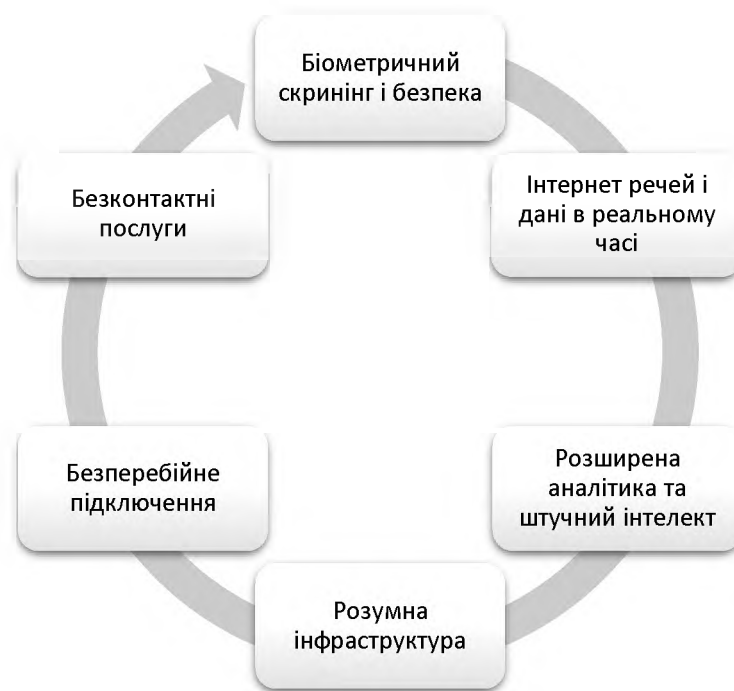 Біометричний
скринінг і безпека
Інтернет речей і
дані в реальному
часі
Розширена
аналітика та
штучний інтелект
Розумна
інфраструктура
Безперебійне
підключення
Безконтактні
послуги